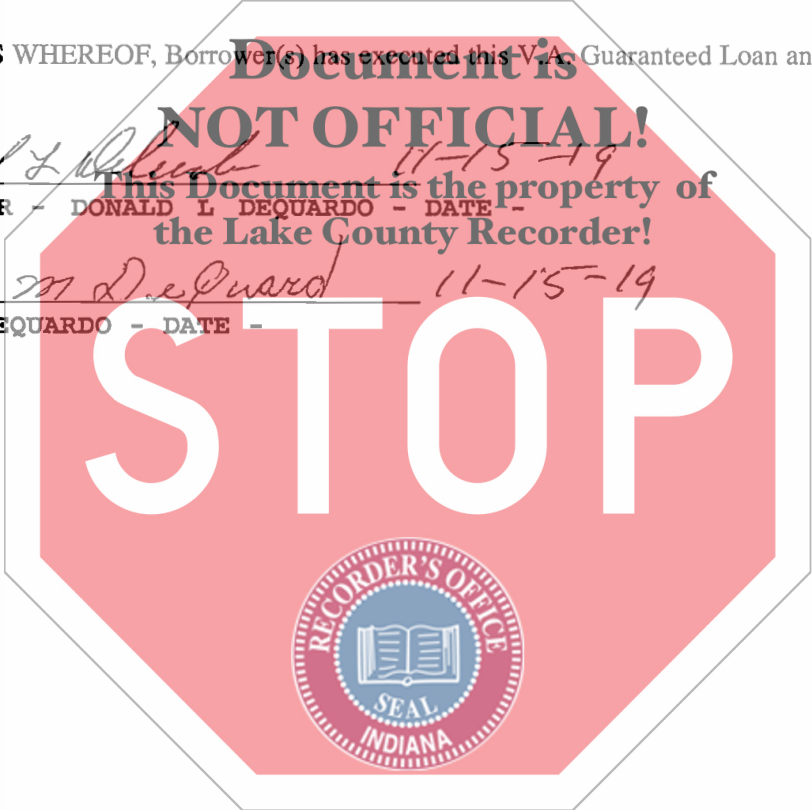 S WHEREOF, Borrower(s) has executed this V.A. Guaranteed Loan an
Document is
NOT OFFICIAL!
L 11-15-19
This Document is the property of
R - DONALD L DEQUARDO - DATE -
the Lake County Recorder!
M DeQuard 11-15-19
EQUARDO - DATE -
STOP
RECORDER'S OFFICE
SEAL
INDIANA